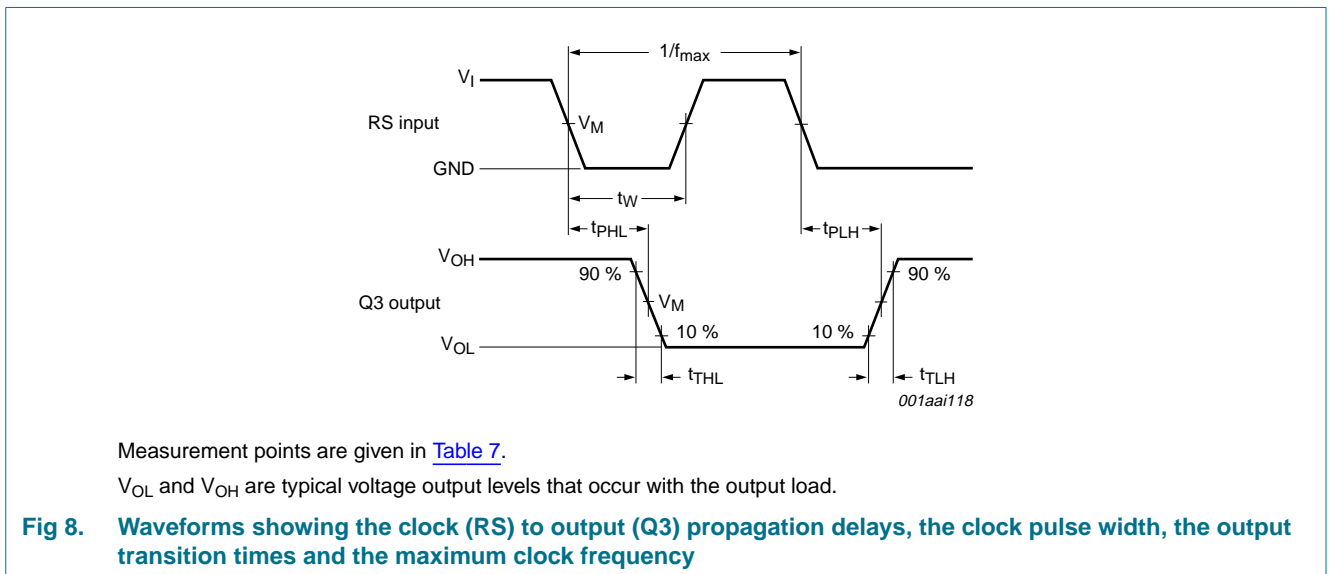 1/fmax
VI
RS input
VM
GND
tW
tPHL
tPLH
VOH
90 %
90 %
Q3 output
VM
10 %
10 %
VOL
tTHL
tTLH
001aai118
Measurement points are given in Table 7.
VOL and VOH are typical voltage output levels that occur with the output load.
Fig 8. Waveforms showing the clock (RS) to output (Q3) propagation delays, the clock pulse width, the output
transition times and the maximum clock frequency